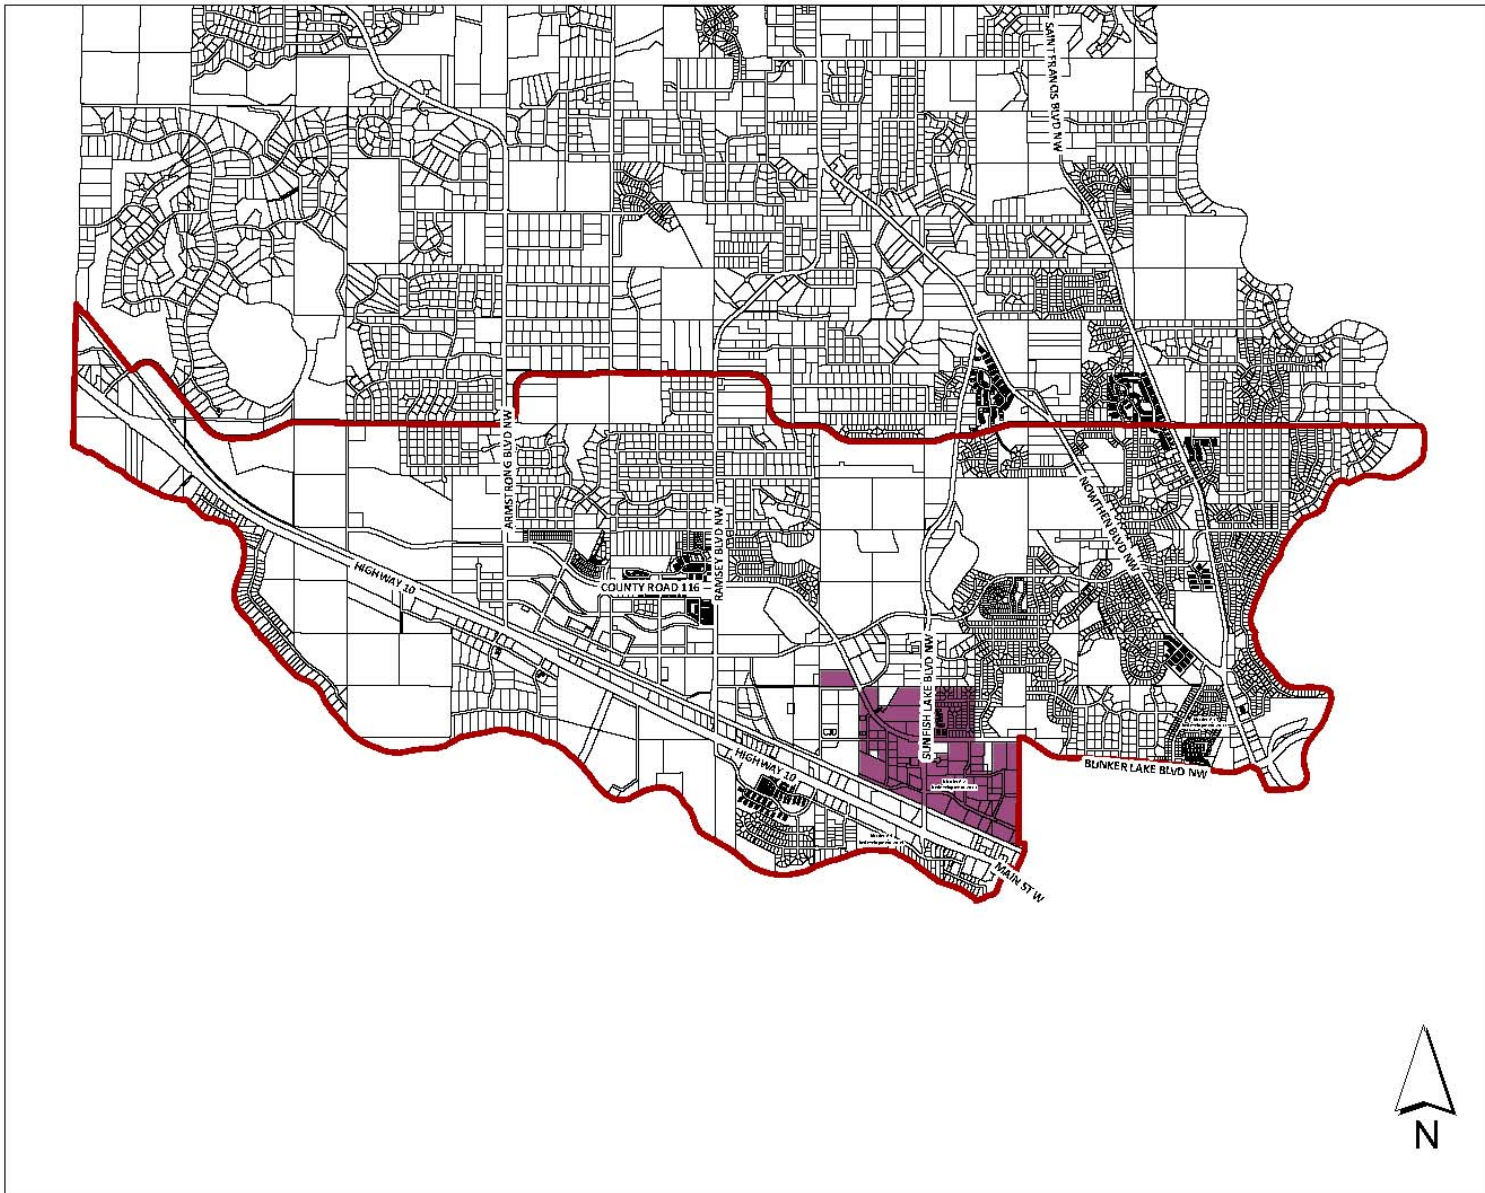 SAINT FRANCIS BLVD NW
ARMSTRONG BLVD NW
NOWTHEN BLVD NW
RAMSEY BLVD NW
HIGHWAY 10
COUNTY ROAD 116
SUNFISH LAKE BLVD NW
HIGHWAY 10
BUNKER LAKE BLVD NW
MAIN ST W
N